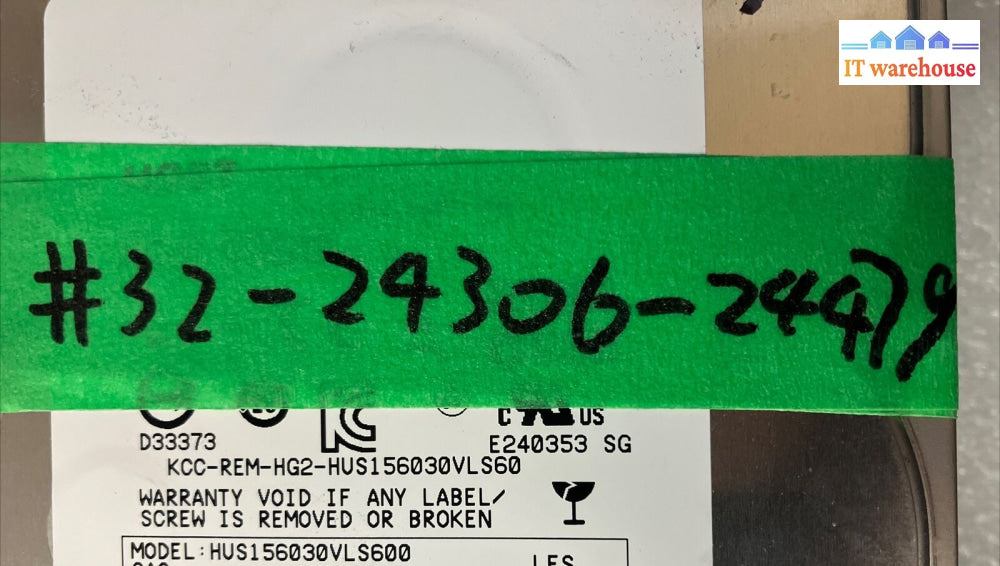 IT warehouse
#32-24306-24479
D33373
C US
E240353 SG
KCC-REM-HG2-HUS156030VLS60
WARRANTY VOID IF ANY LABEL/
SCREW IS REMOVED OR BROKEN
MODEL:HUS156030VLS600